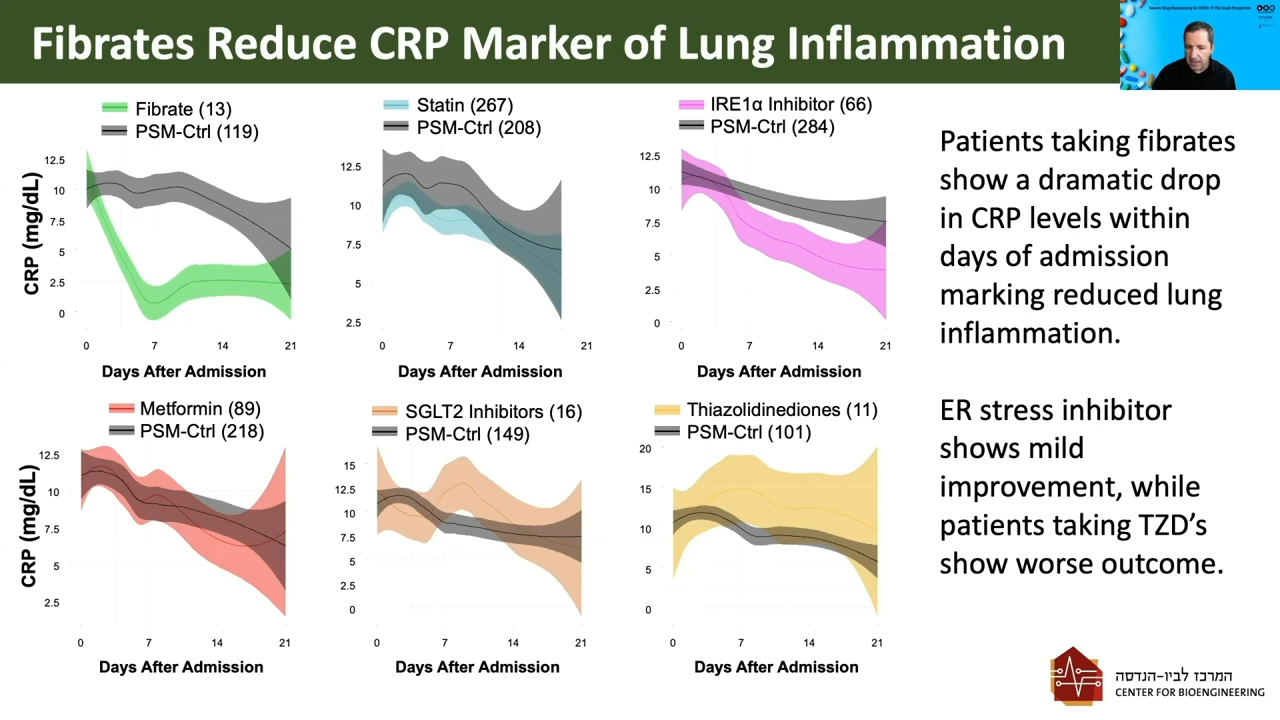 Fibrates Reduce CRP Marker of Lung Inflammation
Generic Drug Repurposing for COVID-19 The Israeli Perspective
Fibrate (13)
PSM-Ctrl (119)
CRP (mg/dL)
12.5
10
7.5
5
2.5
0
0 7 14 21
Days After Admission
Statin (267)
PSM-Ctrl (208)
12.5
10
7.5
5
2.5
0 7 14 21
Days After Admission
IRE1α Inhibitor (66)
PSM-Ctrl (284)
12.5
10
7.5
5
2.5
0
0 7 14 21
Days After Admission
Metformin (89)
PSM-Ctrl (218)
CRP (mg/dL)
12.5
10
7.5
5
2.5
0 7 14 21
Days After Admission
SGLT2 Inhibitors (16)
PSM-Ctrl (149)
15
12.5
10
7.5
5
2.5
0
0 7 14 21
Days After Admission
Thiazolidinediones (11)
PSM-Ctrl (101)
20
15
10
5
0
0 7 14 21
Days After Admission
Patients taking fibrates
show a dramatic drop
in CRP levels within
days of admission
marking reduced lung
inflammation.
ER stress inhibitor
shows mild
improvement, while
patients taking TZD’s
show worse outcome.
המרכז לביו-הנדסה
CENTER FOR BIOENGINEERING